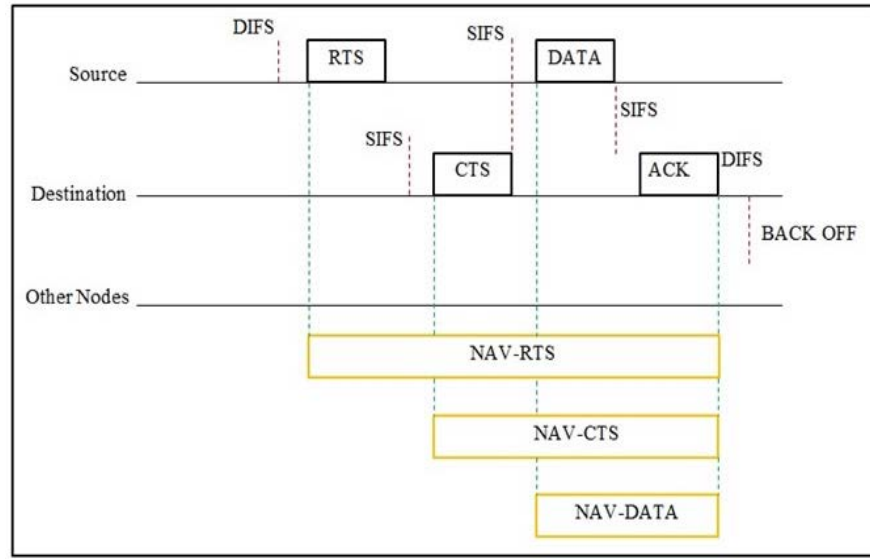 DIFS
RTS
SIFS
DATA
Source
SIFS
SIFS
CTS
ACK
DIFS
Destination
BACK OFF
Other Nodes
NAV-RTS
NAV-CTS
NAV-DATA